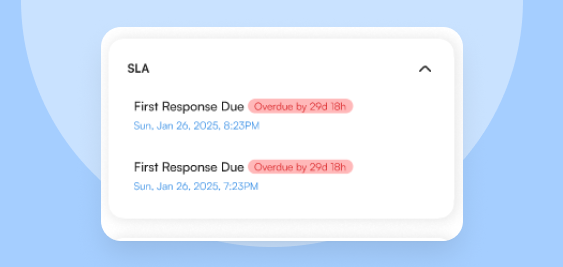 SLA
First Response Due Overdue by 29d 18h
Sun, Jan 26, 2025, 8:23PM
First Response Due Overdue by 29d 18h
Sun, Jan 26, 2025, 7:23PM